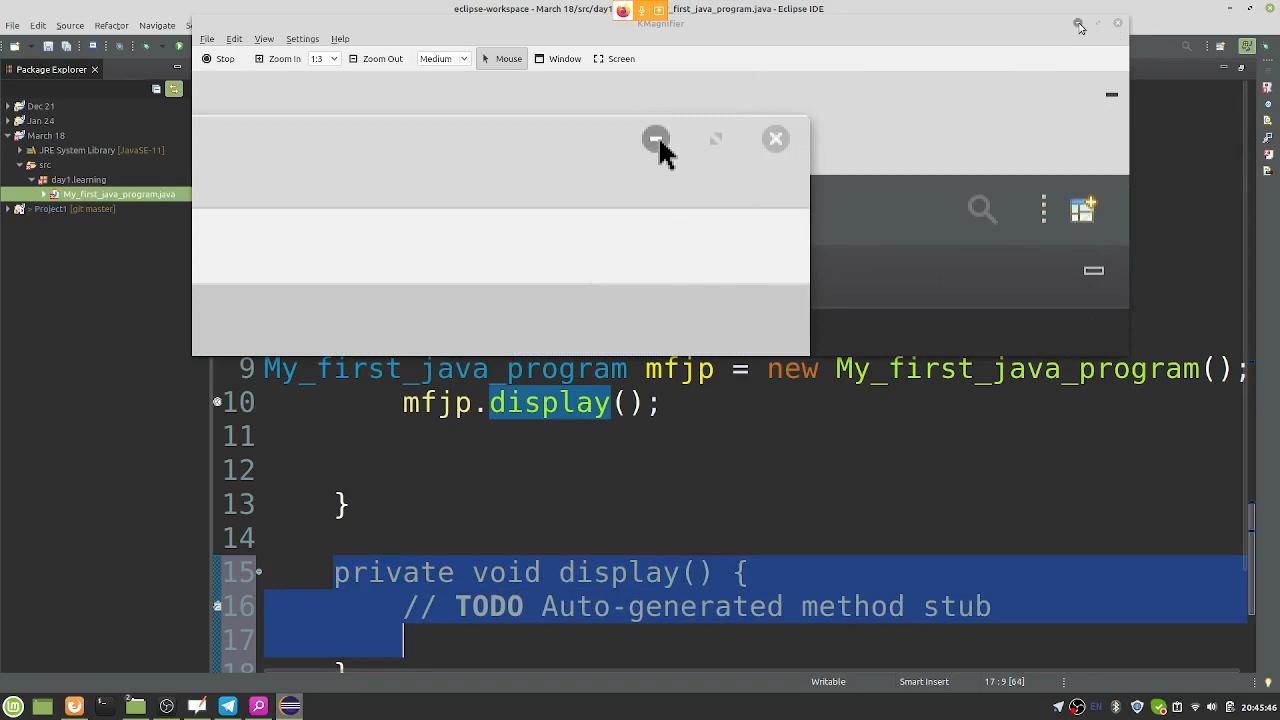 eclipse-workspace - March 18/src/day1
_first_java_program.java - Eclipse IDE
File Edit Source Refactor Navigate
KMagnifier
File Edit View Settings Help
Stop Zoom In 1:3 Zoom Out Medium Mouse Window Screen
Package Explorer
Dec 21
Jan 24
March 18
JRE System Library [JavaSE-11]
src
day1.learning
My_first_java_program.java
> Project1 [git master]
9 My_first_java_program mfjp = new My_first_java_program();
10 mfjp.display();
11
12
13 }
14
15 private void display() {
16 // TODO Auto-generated method stub
17
18 }
Writable Smart Insert 17 : 9 [64]
2
EN 20:45:46